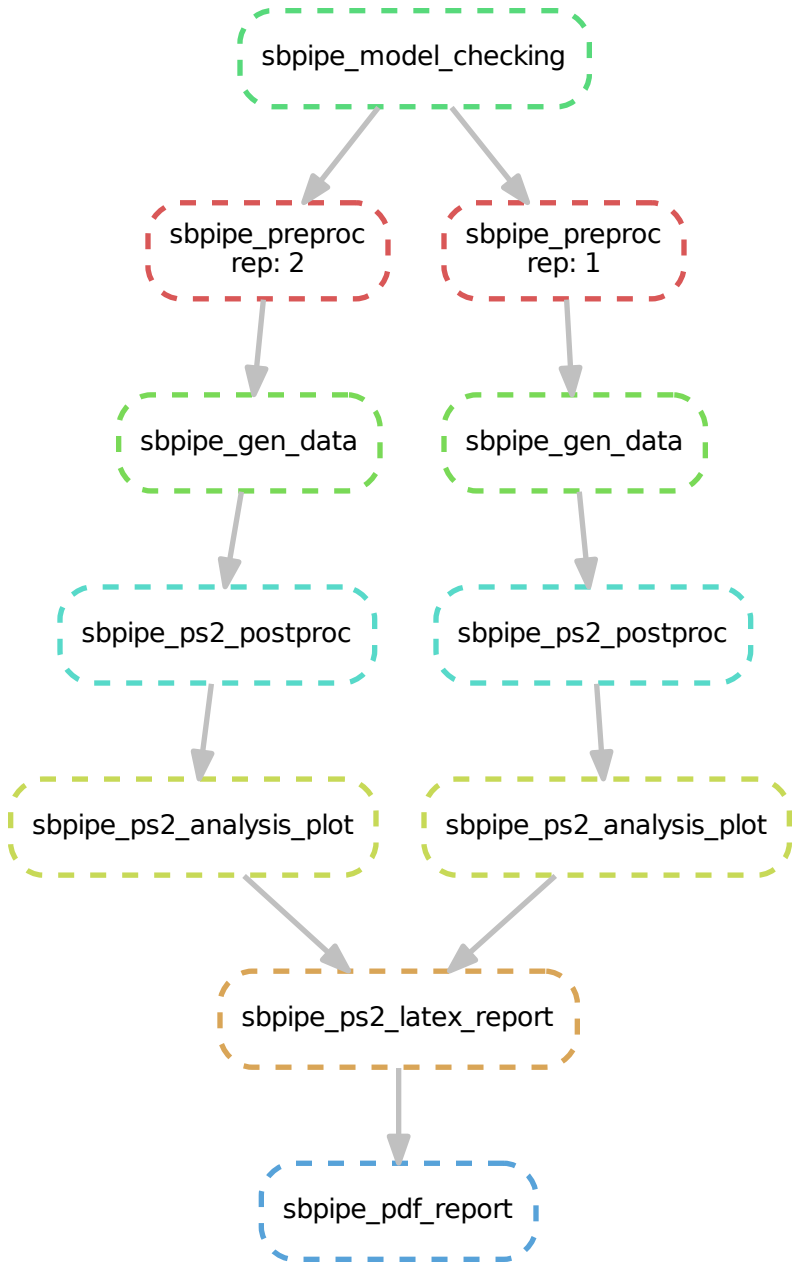 sbpipe_model_checking
sbpipe_preproc
rep: 2
sbpipe_preproc
rep: 1
sbpipe_gen_data
sbpipe_gen_data
sbpipe_ps2_postproc
sbpipe_ps2_postproc
sbpipe_ps2_analysis_plot
sbpipe_ps2_analysis_plot
sbpipe_ps2_latex_report
sbpipe_pdf_report